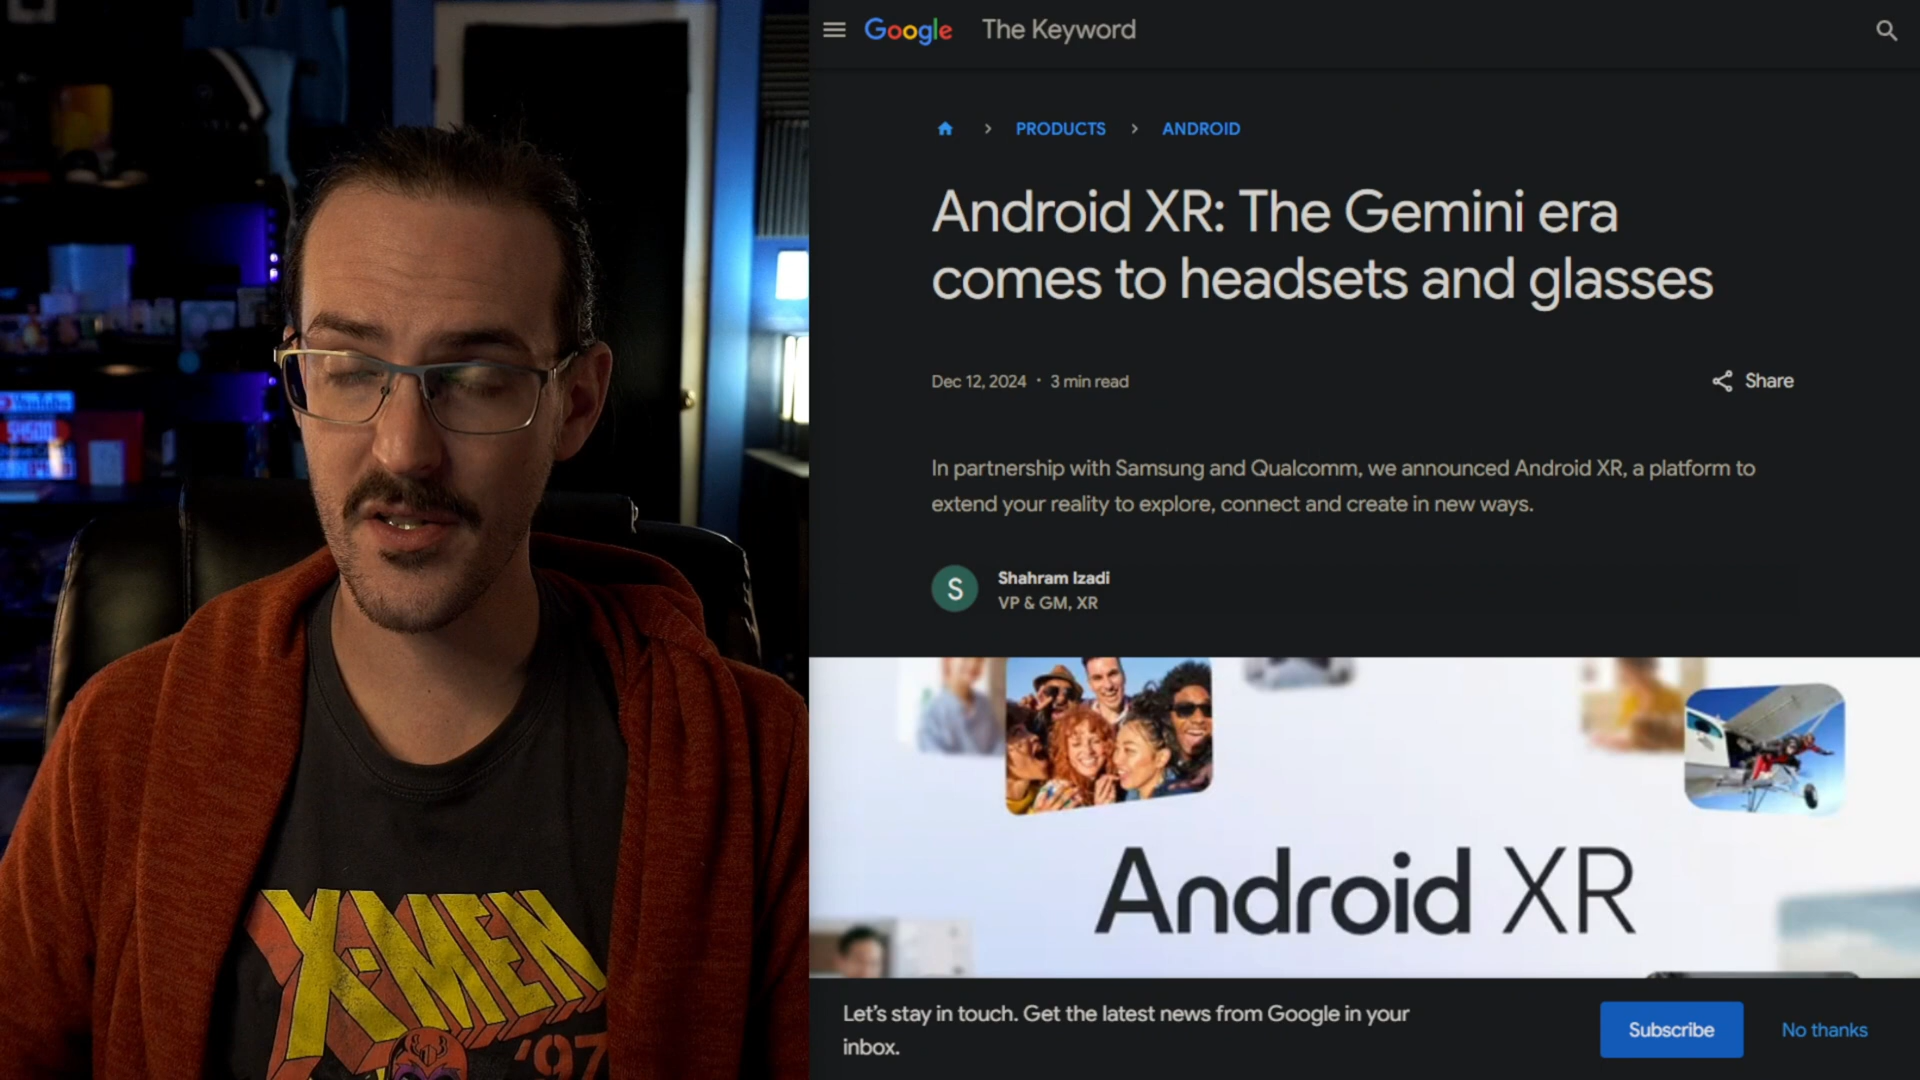 Google The Keyword
PRODUCTS > ANDROID
Android XR: The Gemini era
comes to headsets and glasses
Dec 12, 2024 · 3 min read
Share
In partnership with Samsung and Qualcomm, we announced Android XR, a platform to
extend your reality to explore, connect and create in new ways.
S
Shahram Izadi
VP & GM, XR
Android XR
Let's stay in touch. Get the latest news from Google in your
inbox.
Subscribe
No thanks
YouTube
X-MEN
'97